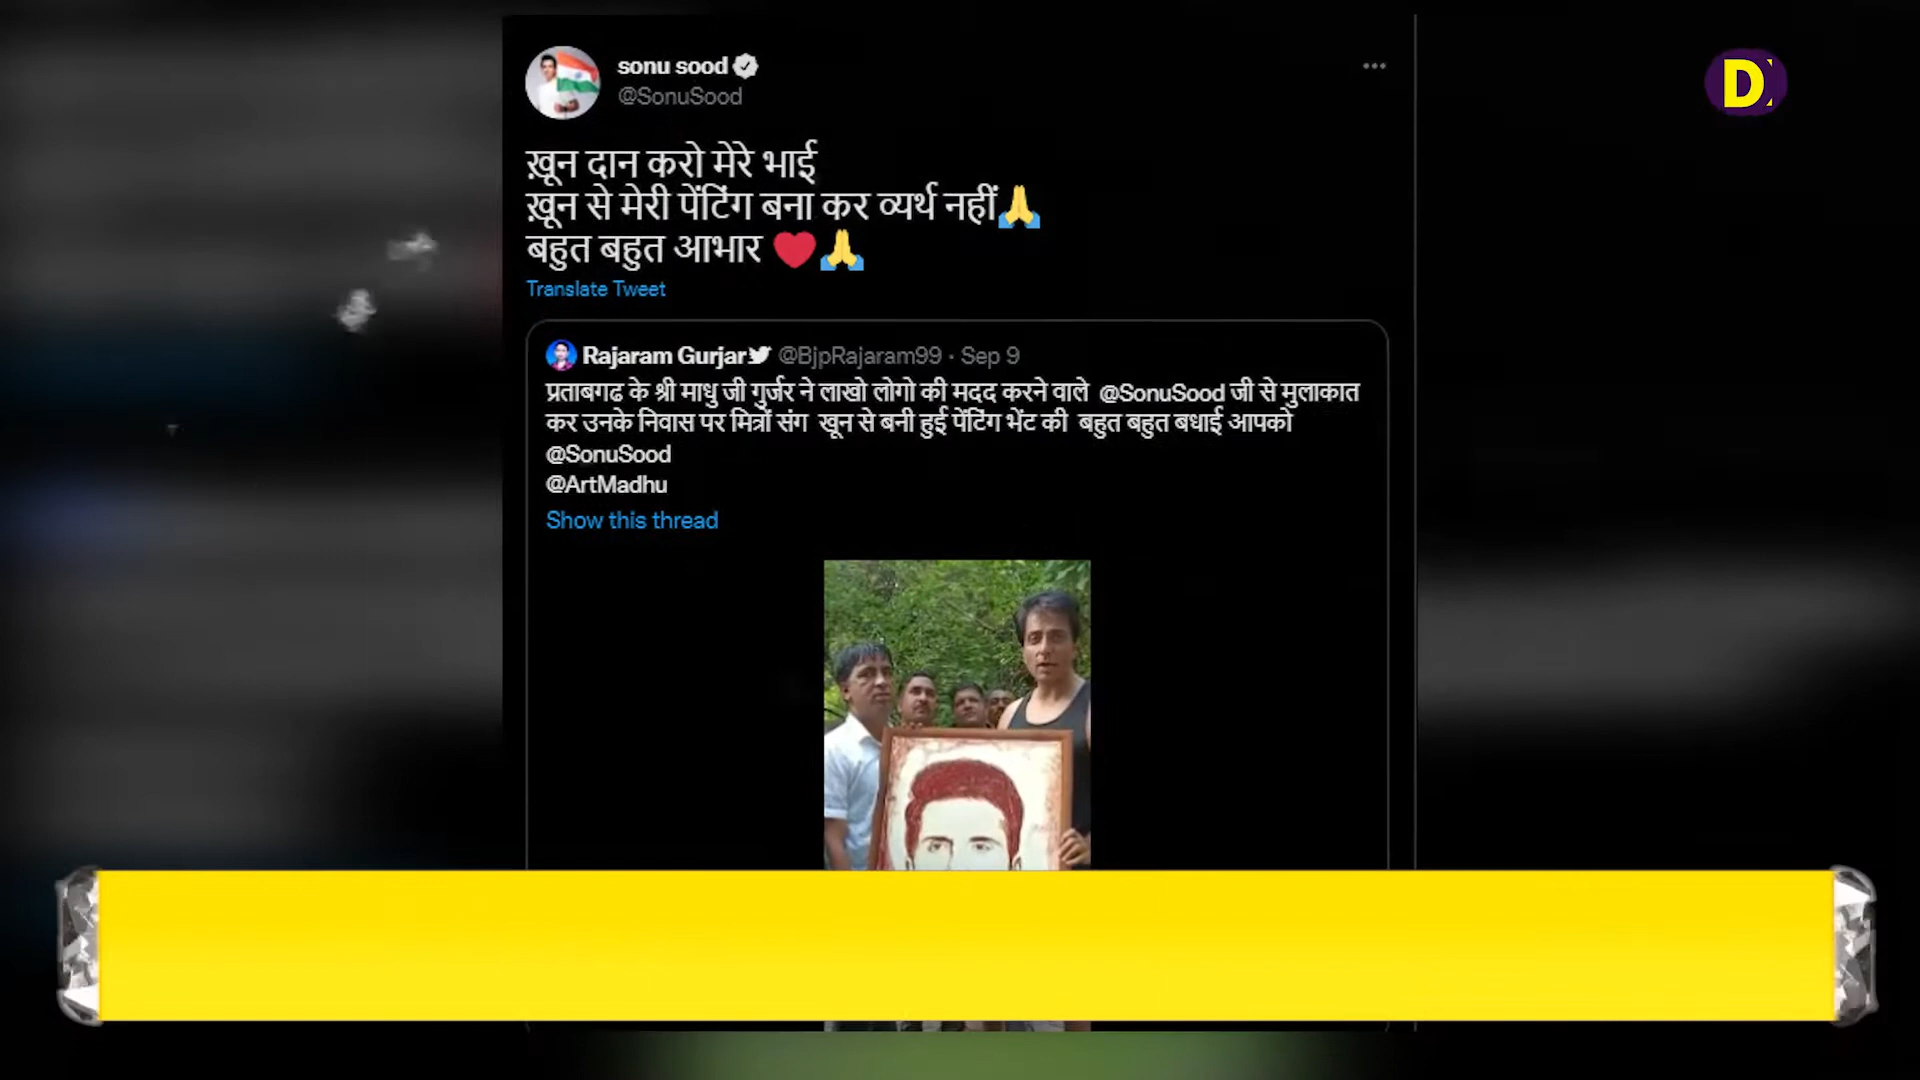 sonu sood
@SonuSood
ख़ून दान करो मेरे भाई
ख़ून से मेरी पेंटिंग बना कर व्यर्थ नहीं🙏
बहुत बहुत आभार ❤️🙏
Translate Tweet
Rajaram Gurjar @BjpRajaram99 · Sep 9
प्रताबगढ के श्री माधु जी गुर्जर ने लाखो लोगो की मदद करने वाले @SonuSood जी से मुलाकात
कर उनके निवास पर मित्रों संग खून से बनी हुई पेंटिंग भेंट की बहुत बहुत बधाई आपको
@SonuSood
@ArtMadhu
Show this thread
D